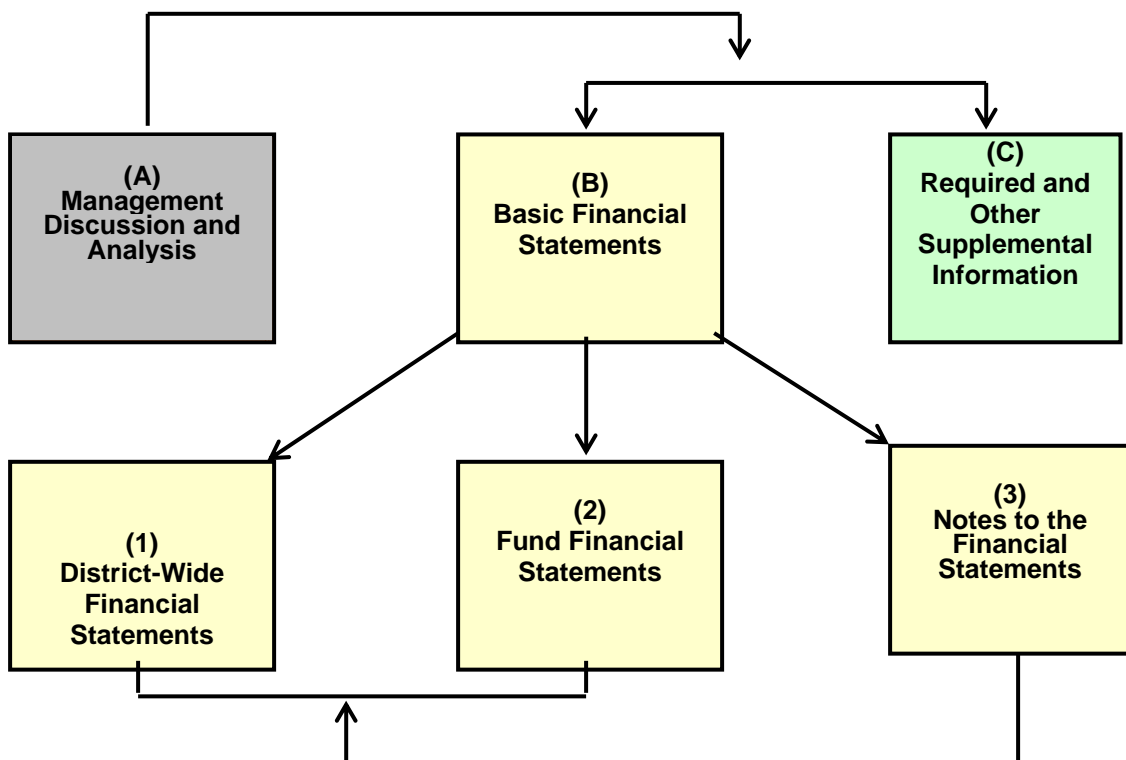 (A)
Management
Discussion and
Analysis
(B)
Basic Financial
Statements
(C)
Required and
Other
Supplemental
Information
(1)
District-Wide
Financial
Statements
(2)
Fund Financial
Statements
(3)
Notes to the
Financial
Statements